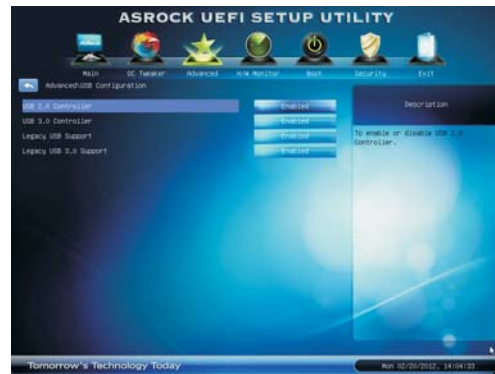 ASROCK UEFI SETUP UTILITY
Main OC Tweaker Advanced H/W Monitor Boot Security Exit
Advanced\USB Configuration
USB 2.0 Controller Enabled
USB 3.0 Controller Enabled
Legacy USB Support Enabled
Legacy USB 3.0 Support Enabled
Description
To enable or disable USB 2.0
Controller.
Tomorrow's Technology Today
Mon 02/20/2012, 14:04:33